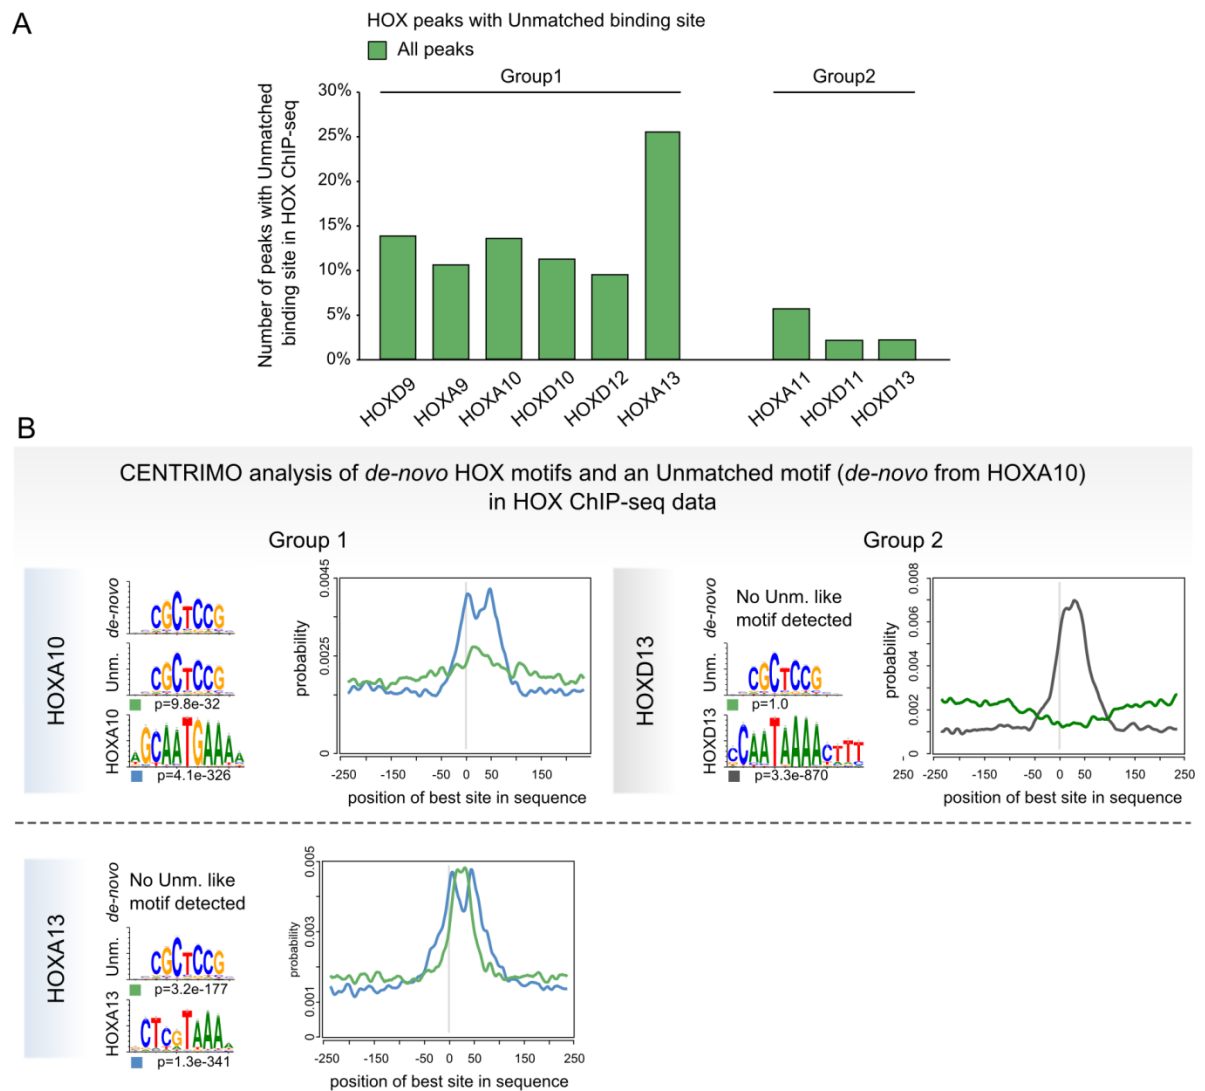 A
HOX peaks with Unmatched binding site
All peaks
Group1
Group2
Number of peaks with Unmatched
binding site in HOX ChIP-seq
30%
25%
20%
15%
10%
5%
0%
HOXD9
HOXA9
HOXA10
HOXD10
HOXD12
HOXA13
HOXA11
HOXD11
HOXD13
B
CENTRIMO analysis of de-novo HOX motifs and an Unmatched motif (de-novo from HOXA10)
in HOX ChIP-seq data
Group 1
Group 2
HOXA10
de-novo
CGCTCCG
Unm.
CGCTCCG
p=9.8e-32
HOXA10
AGCAATGAAAA
p=4.1e-326
probability
0.0045
0.0025
0
-250
-150
0
50
150
position of best site in sequence
HOXD13
de-novo
No Unm. like
motif detected
Unm.
CGCTCCG
p=1.0
HOXD13
CCAATAAAACTTT
p=3.3e-870
probability
0.008
0.006
0.004
0.002
0
-
250
-150
-50
0
50
150
250
position of best site in sequence
HOXA13
de-novo
No Unm. like
motif detected
Unm.
CGCTCCG
p=3.2e-177
HOXA13
CTCGTAAA
p=1.3e-341
probability
0.005
0.003
0.001
0
-250
-150
-50
0
50
150
250
position of best site in sequence